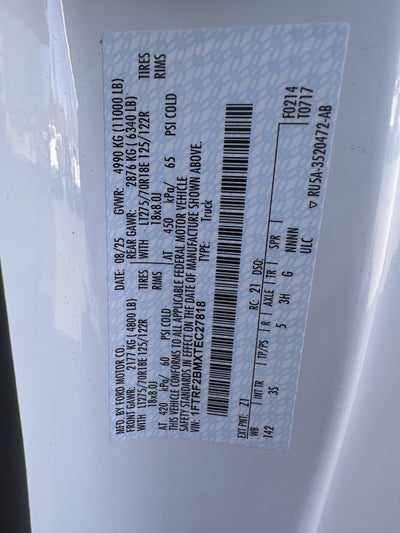 MFD. BY FORD MOTOR CO.
08/25 GVWR: 4990 KG (11000 LB)
FRONT GAWR: 2177 KG (4800 LB)
REAR GAWR: 2876 KG (6340 LB)
WITH LT275/70R18E 125/122R TIRES
WITH LT275/70R18E 125/122R TIRES
18x8.0J RIMS
18x8.0J RIMS
AT 420 kPa/ 60 PSI COLD
AT 450 kPa/ 65 PSI COLD
THIS VEHICLE CONFORMS TO ALL APPLICABLE FEDERAL MOTOR VEHICLE
SAFETY STANDARDS IN EFFECT ON THE DATE OF MANUFACTURE SHOWN ABOVE.
VIN: 1FTRF2BMXTEC27818
TYPE: Truck
F0214
T0717
EXT PNT: Z1 RC: 21 DSO:
WB INT TR TP/PS R AXLE TR SPR
142 35 5 3H G NNNN
ULC
▽ RU5A-3520472-AB